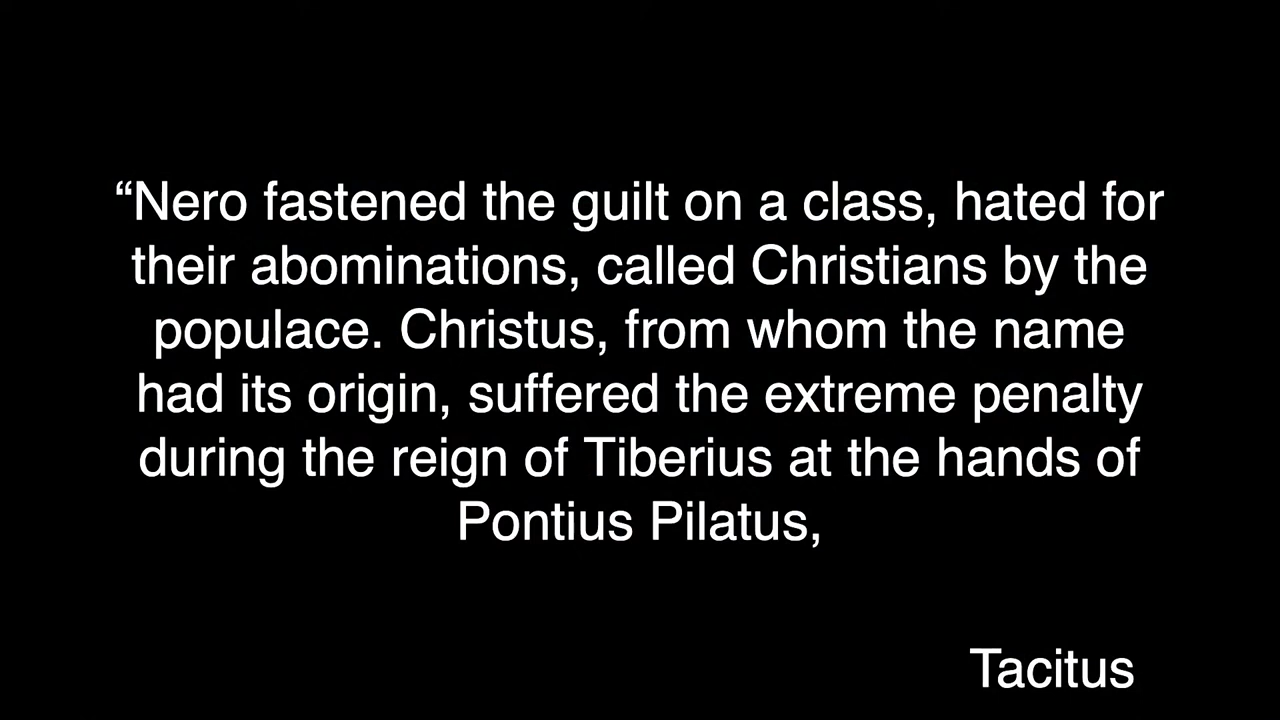 “Nero fastened the guilt on a class, hated for
their abominations, called Christians by the
populace. Christus, from whom the name
had its origin, suffered the extreme penalty
during the reign of Tiberius at the hands of
Pontius Pilatus,
Tacitus